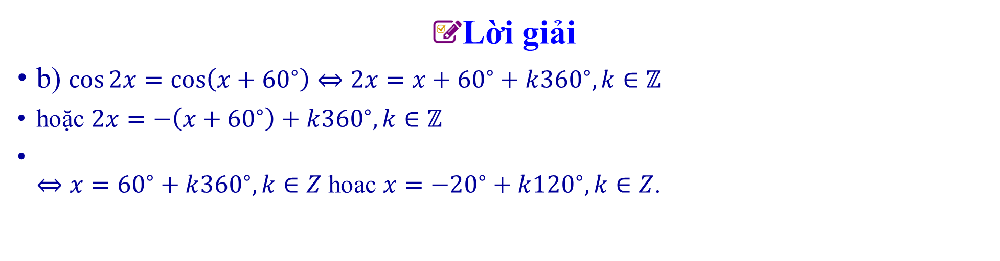 Lời giải
• b) cos 2x = cos(x + 60°) ⇔ 2x = x + 60° + k360°, k ∈ ℤ
• hoặc 2x = −(x + 60°) + k360°, k ∈ ℤ
•
⇔ x = 60° + k360°, k ∈ Z hoac x = −20° + k120°, k ∈ Z.